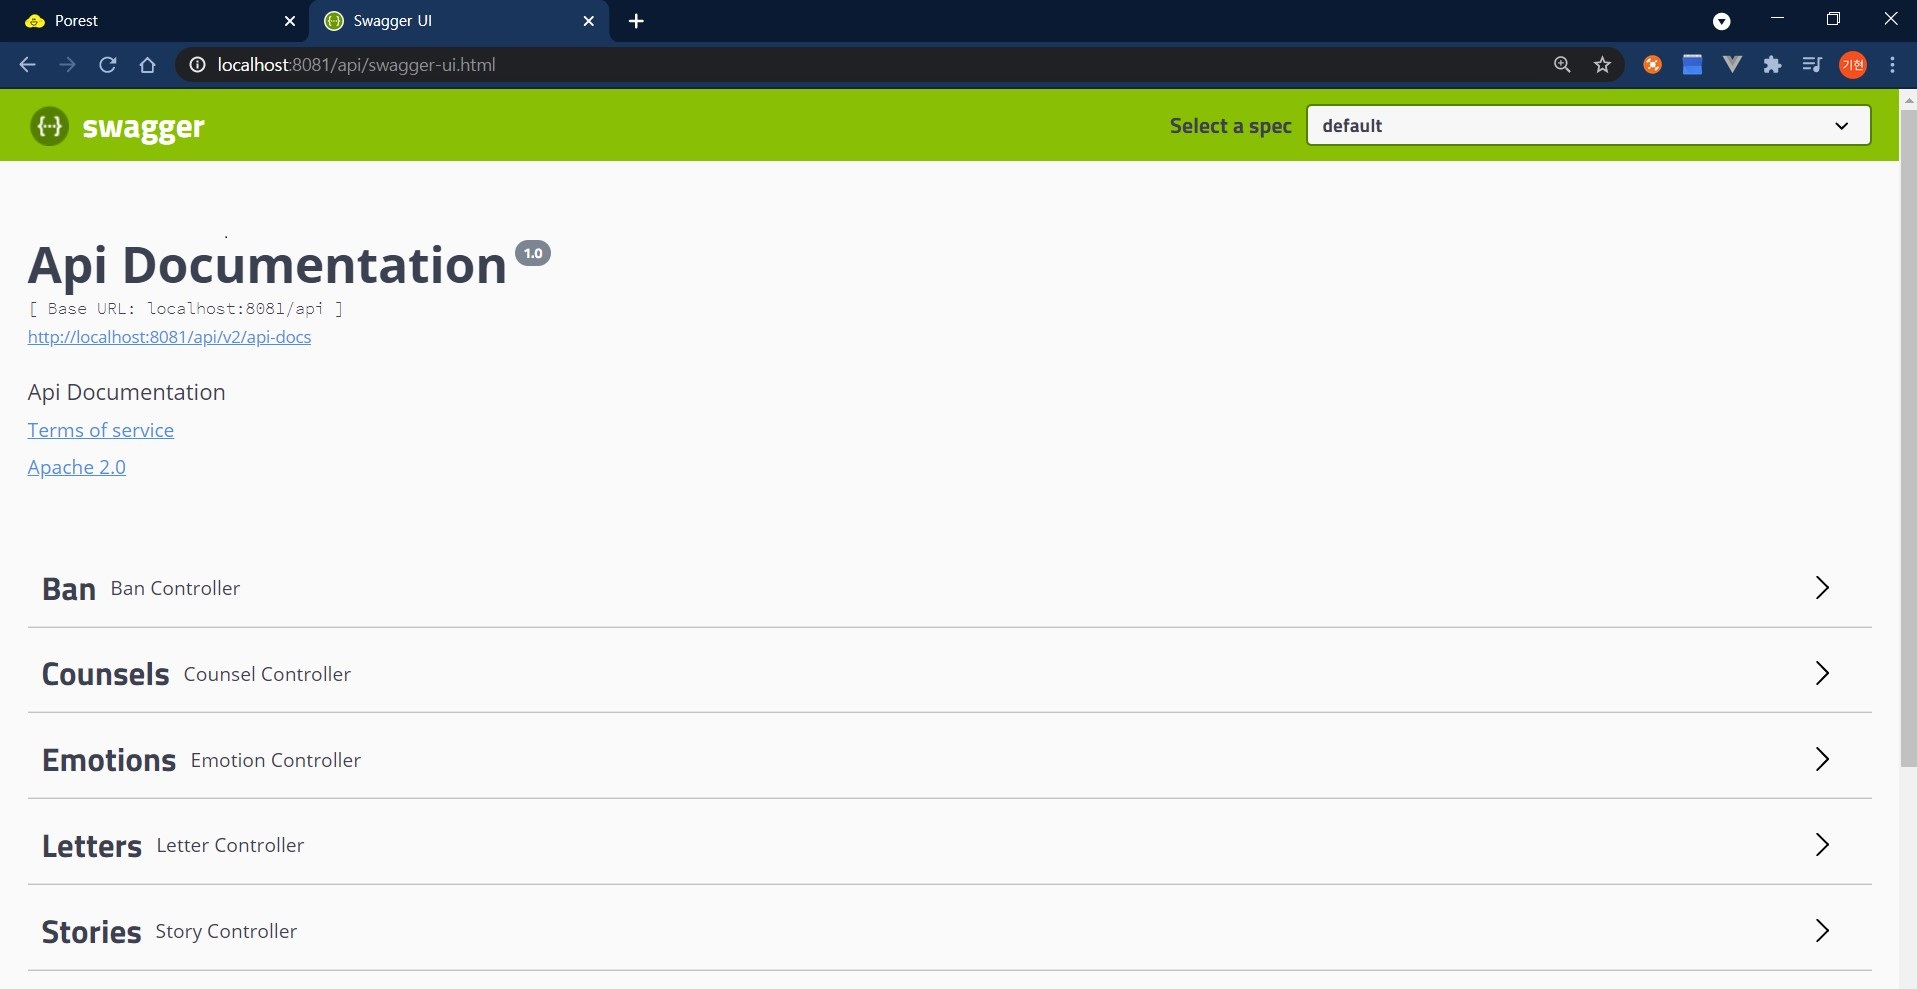 Porest
Swagger UI
localhost:8081/api/swagger-ui.html
기현
{···} swagger
Select a spec
default
Api Documentation 1.0
[ Base URL: localhost:8081/api ]
http://localhost:8081/api/v2/api-docs
Api Documentation
Terms of service
Apache 2.0
Ban Ban Controller
Counsels Counsel Controller
Emotions Emotion Controller
Letters Letter Controller
Stories Story Controller